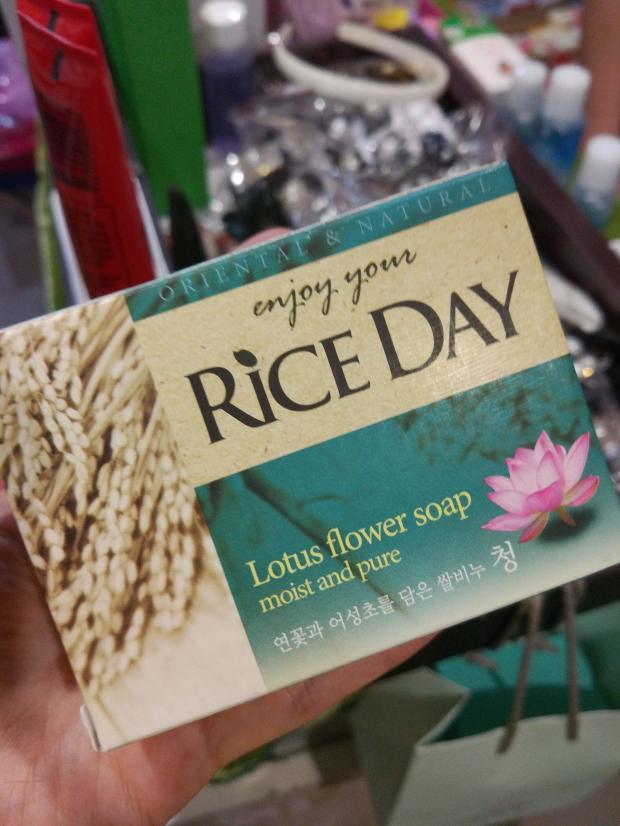 ORIENTAL & NATURAL
enjoy your
RiCE DAY
Lotus flower soap
moist and pure
연꽃과 어성초를 담은 쌀비누 청